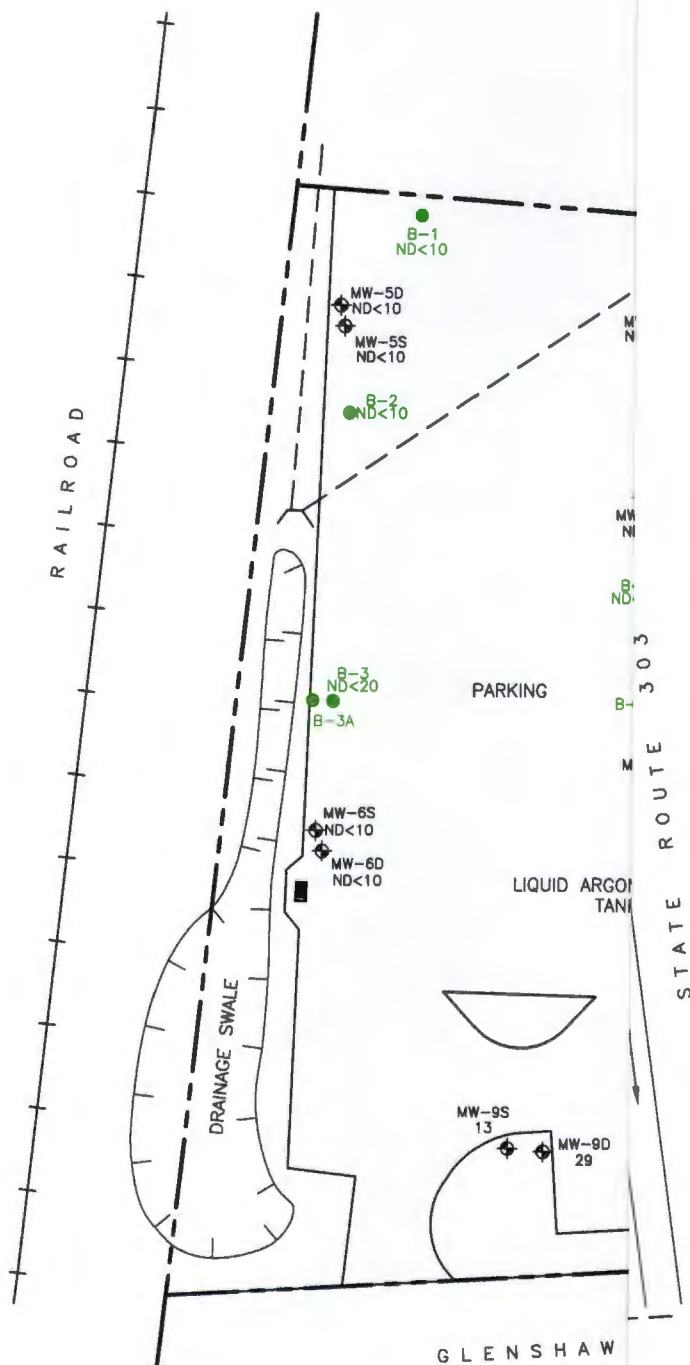 B-1
ND<10
MW-5D
ND<10
MW-5S
ND<10
B-2
ND<10
RAILROAD
B-3
ND<20
B-3A
PARKING
STATE ROUTE 303
MW-6S
ND<10
MW-6D
ND<10
LIQUID
DRAINAGE SWALE
MW-9S
13
MW-9D
29
GLENSHAW